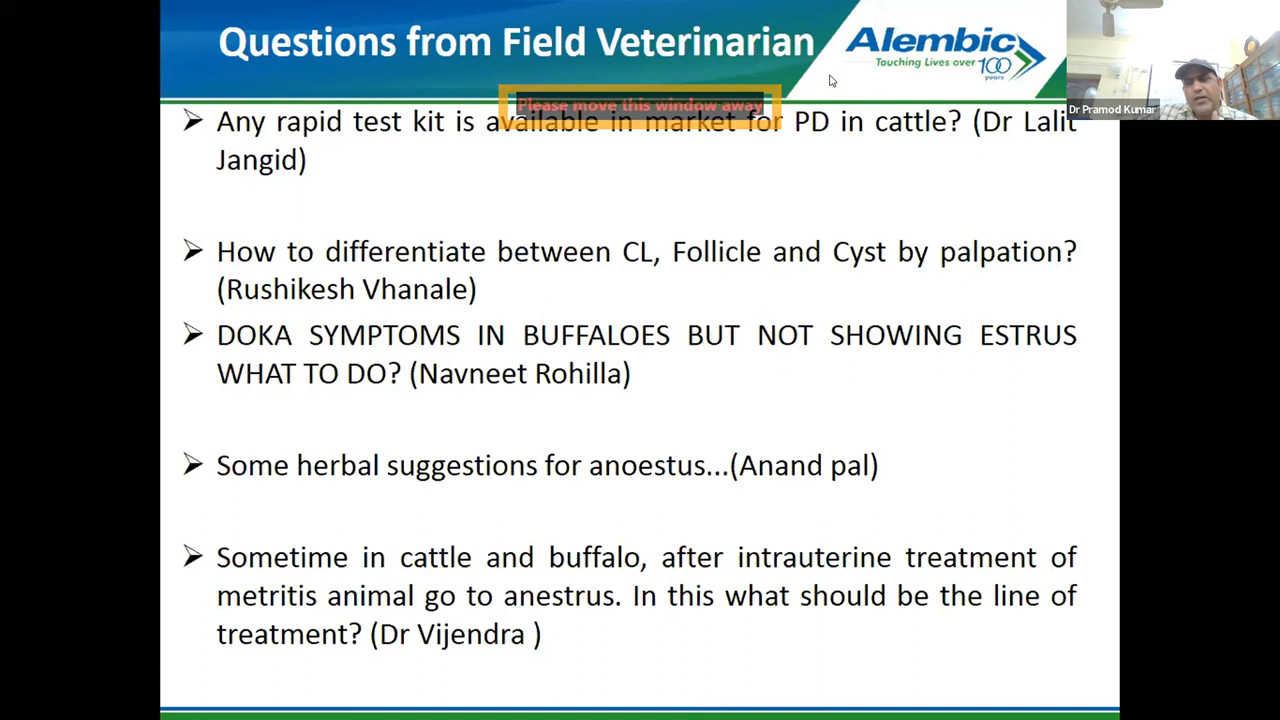 Questions from Field Veterinarian
Alembic
Touching Lives over 100 years
Dr Pramod Kumar
Please move this window away
➢ Any rapid test kit is available in market for PD in cattle? (Dr Lalit
Jangid)
➢ How to differentiate between CL, Follicle and Cyst by palpation?
(Rushikesh Vhanale)
➢ DOKA SYMPTOMS IN BUFFALOES BUT NOT SHOWING ESTRUS
WHAT TO DO? (Navneet Rohilla)
➢ Some herbal suggestions for anoestus...(Anand pal)
➢ Sometime in cattle and buffalo, after intrauterine treatment of
metritis animal go to anestrus. In this what should be the line of
treatment? (Dr Vijendra )